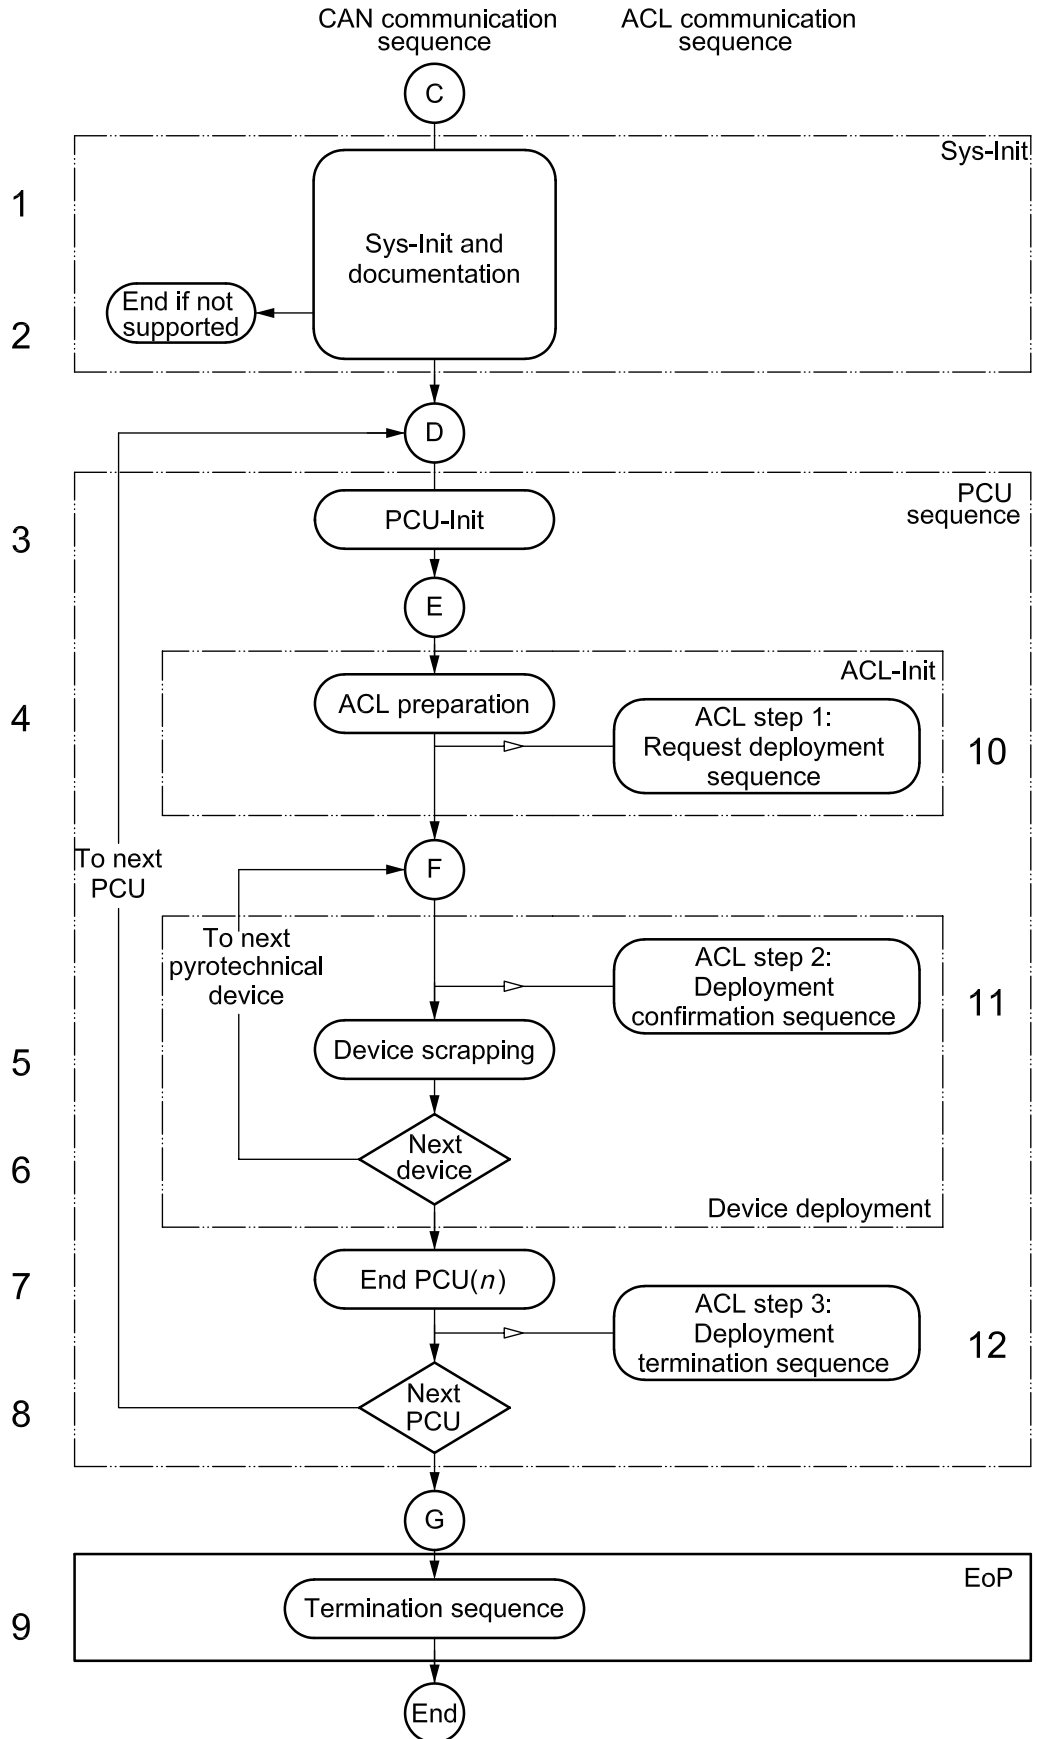 CAN communication
sequence
ACL communication
sequence
C
Sys-Init
1
Sys-Init and
documentation
End if not
supported
2
D
PCU
sequence
PCU-Init
3
E
ACL-Init
4
ACL preparation
ACL step 1:
Request deployment
sequence
10
To next
PCU
F
To next
pyrotechnical
device
ACL step 2:
Deployment
confirmation sequence
11
5
Device scrapping
6
Next
device
Device deployment
7
End PCU(n)
ACL step 3:
Deployment
termination sequence
12
8
Next
PCU
G
EoP
9
Termination sequence
End